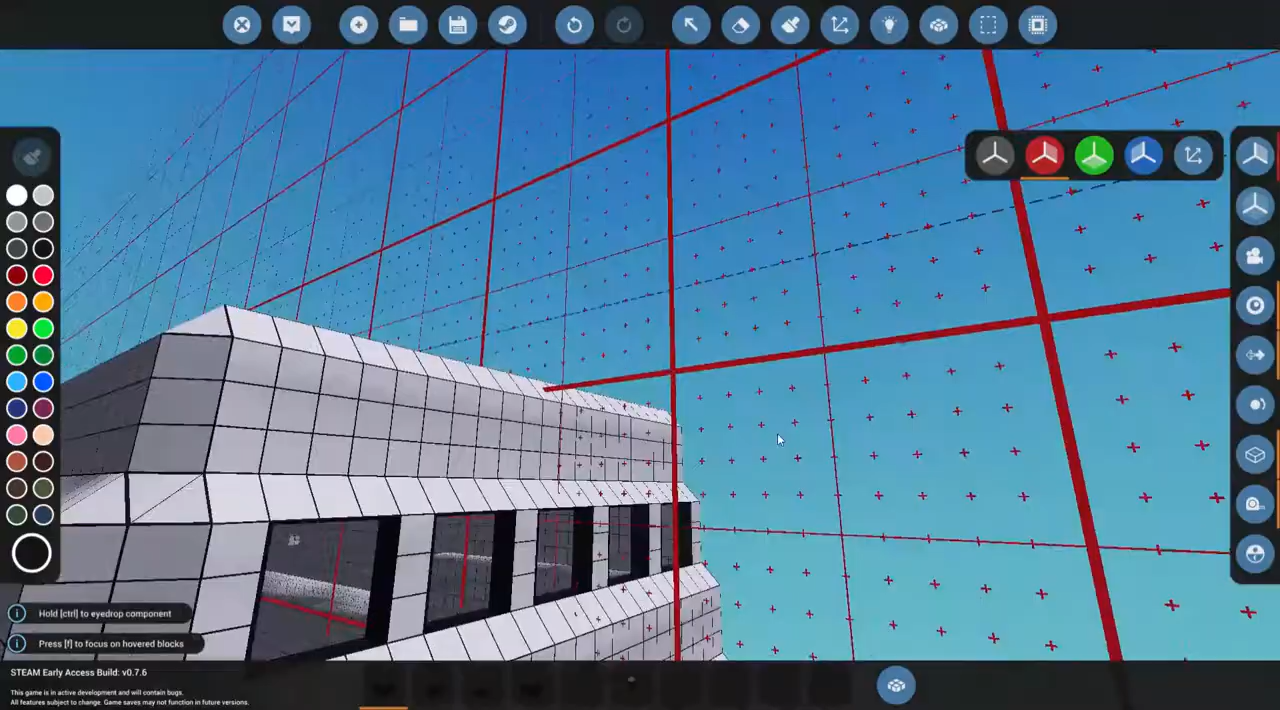 Hold [ctrl] to eyedrop component
Press [f] to focus on hovered blocks
STEAM Early Access Build: v0.7.6
This game is in active development and will contain bugs.
All features subject to change. Game saves may not function in future versions.